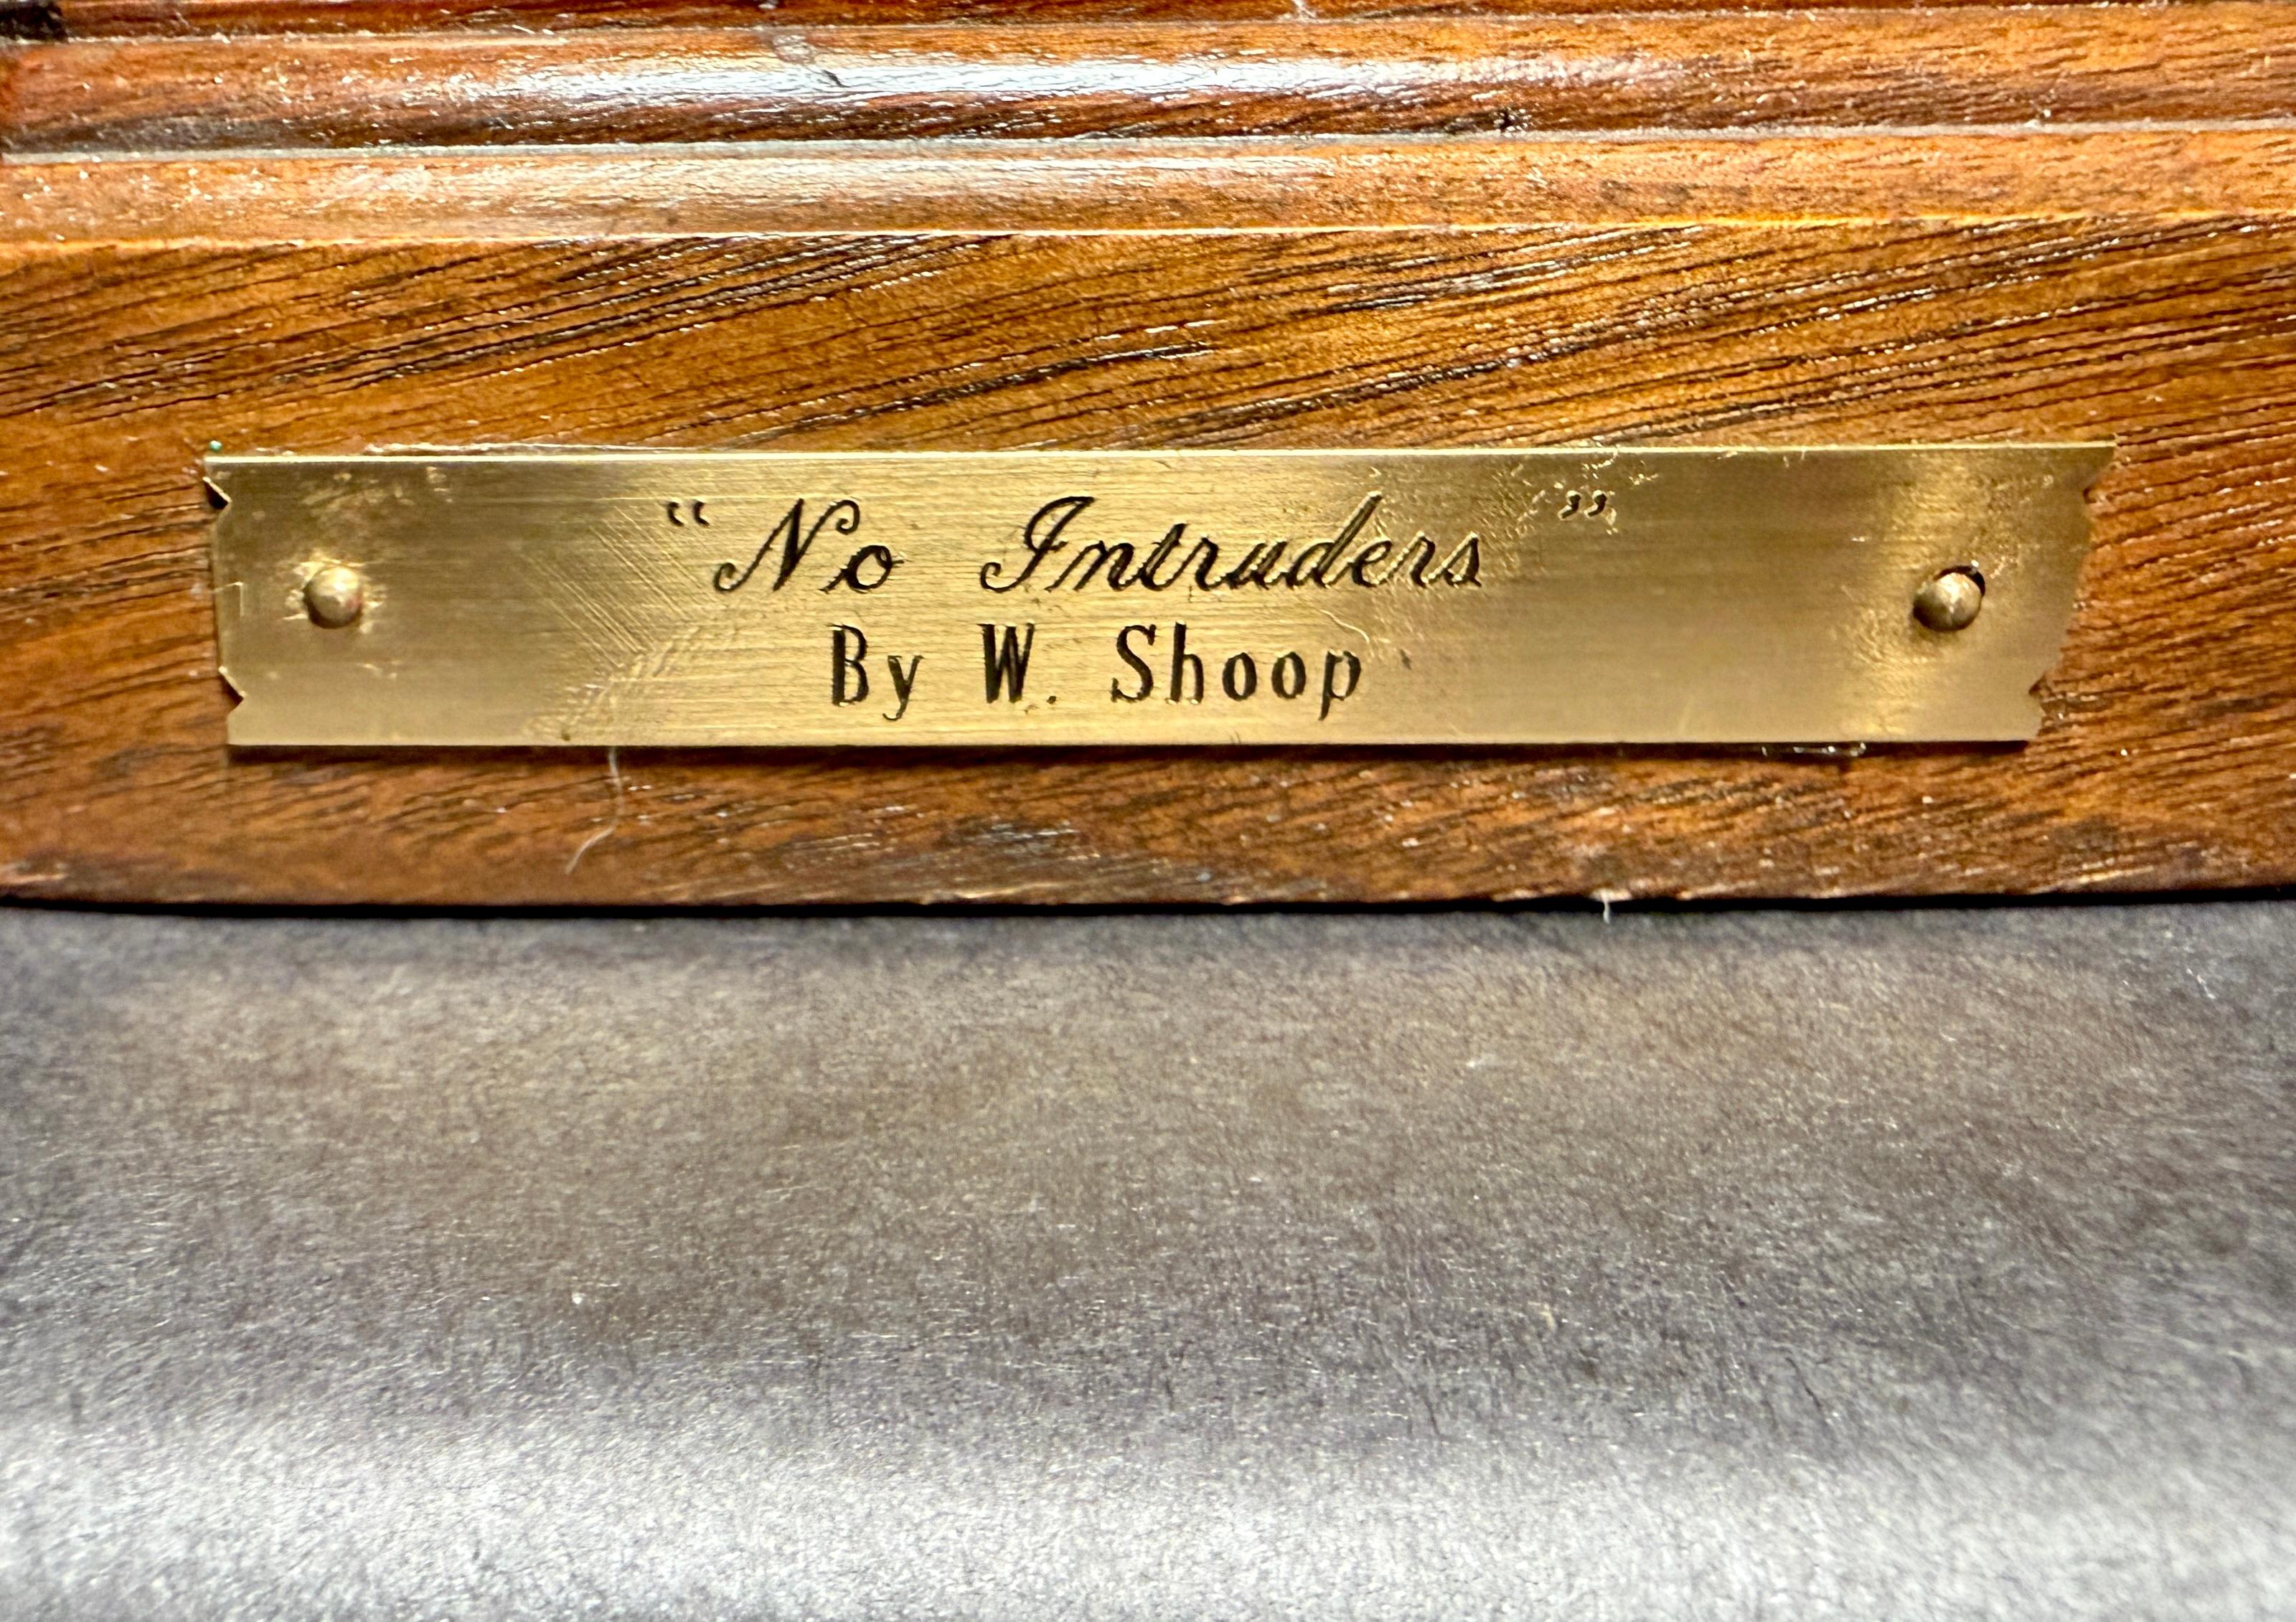 “No Intruders”
By W. Shoop